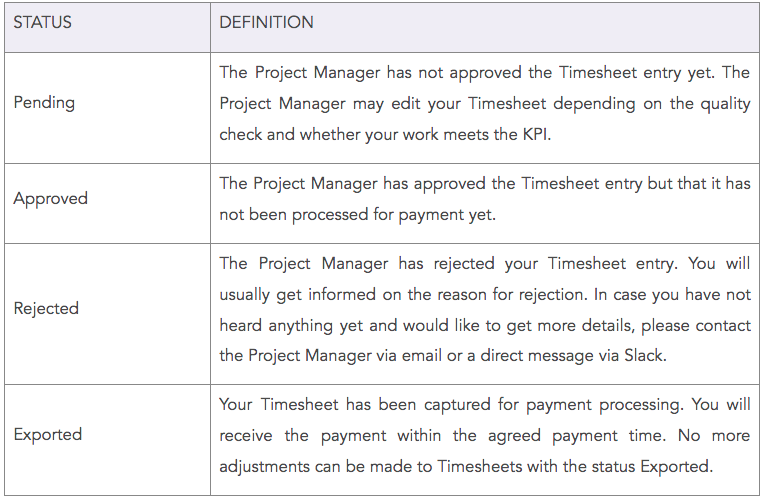 STATUS DEFINITION
Pending
The Project Manager has not approved the Timesheet entry yet. The
Project Manager may edit your Timesheet depending on the quality
check and whether your work meets the KPI.
Approved
The Project Manager has approved the Timesheet entry but that it has
not been processed for payment yet.
Rejected
The Project Manager has rejected your Timesheet entry. You will
usually get informed on the reason for rejection. In case you have not
heard anything yet and would like to get more details, please contact
the Project Manager via email or a direct message via Slack.
Exported
Your Timesheet has been captured for payment processing. You will
receive the payment within the agreed payment time. No more
adjustments can be made to Timesheets with the status Exported.